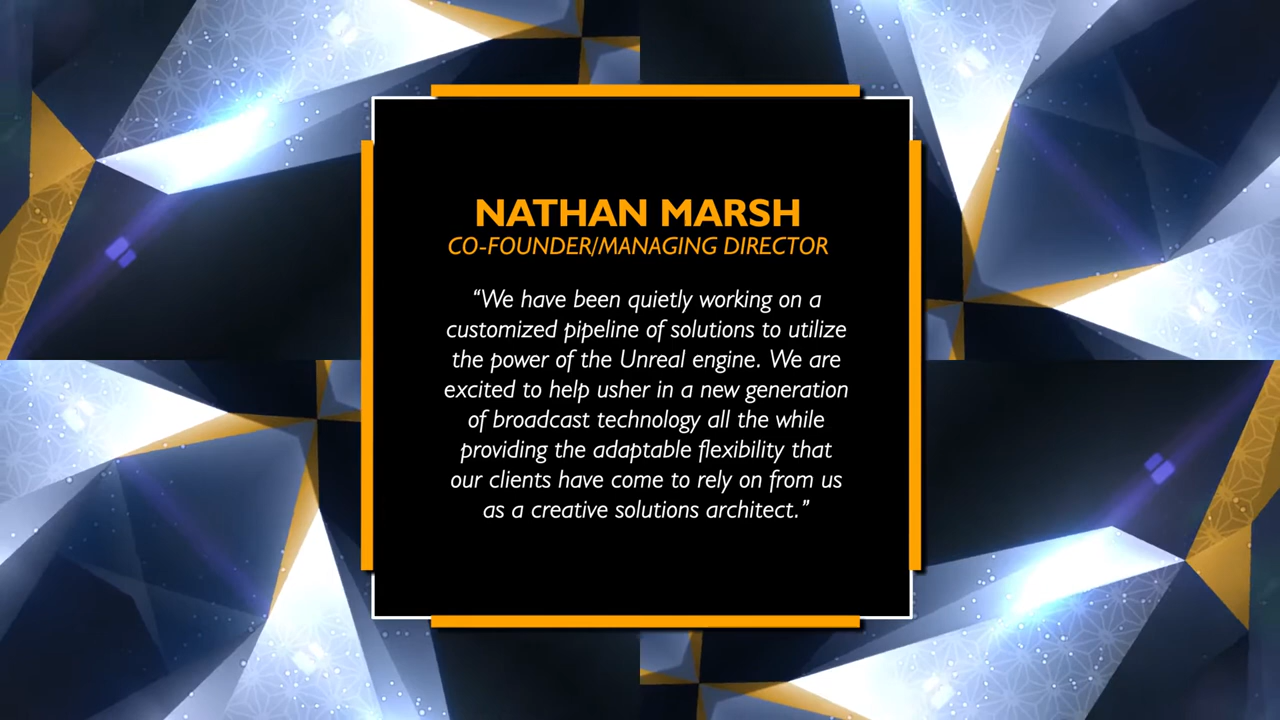 NATHAN MARSH
CO-FOUNDER/MANAGING DIRECTOR
“We have been quietly working on a
customized pipeline of solutions to utilize
the power of the Unreal engine. We are
excited to help usher in a new generation
of broadcast technology all the while
providing the adaptable flexibility that
our clients have come to rely on from us
as a creative solutions architect.”